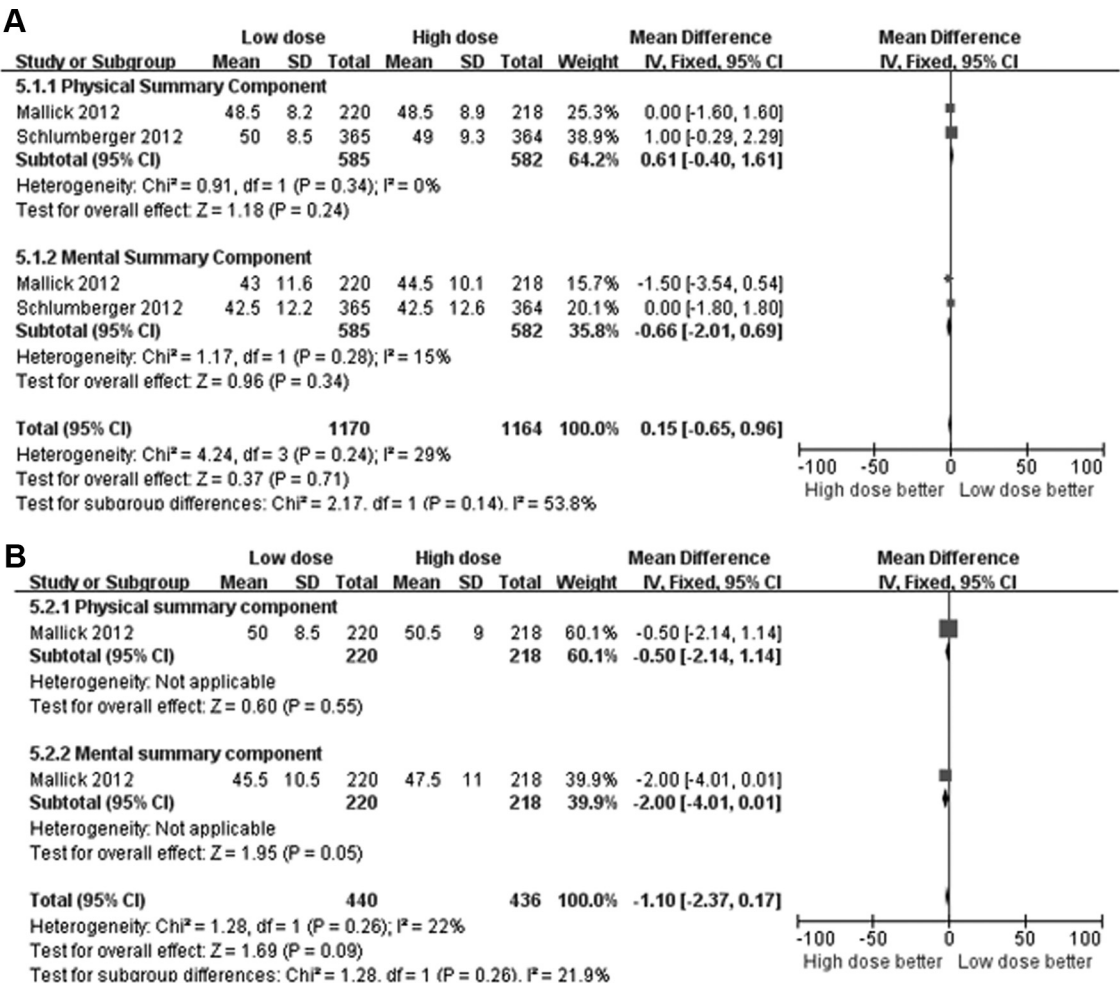 A
Low dose High dose Mean Difference Mean Difference
Study or Subgroup Mean SD Total Mean SD Total Weight IV, Fixed, 95% CI IV, Fixed, 95% CI
5.1.1 Physical Summary Component
Mallick 2012 48.5 8.2 220 48.5 8.9 218 25.3% 0.00 [-1.60, 1.60]
Schlumberger 2012 50 8.5 365 49 9.3 364 38.9% 1.00 [-0.29, 2.29]
Subtotal (95% CI) 585 582 64.2% 0.61 [-0.40, 1.61]
Heterogeneity: Chi² = 0.91, df = 1 (P = 0.34); I² = 0%
Test for overall effect: Z = 1.18 (P = 0.24)
5.1.2 Mental Summary Component
Mallick 2012 43 11.6 220 44.5 10.1 218 15.7% -1.50 [-3.54, 0.54]
Schlumberger 2012 42.5 12.2 365 42.5 12.6 364 20.1% 0.00 [-1.80, 1.80]
Subtotal (95% CI) 585 582 35.8% -0.66 [-2.01, 0.69]
Heterogeneity: Chi² = 1.17, df = 1 (P = 0.28); I² = 15%
Test for overall effect: Z = 0.96 (P = 0.34)
Total (95% CI) 1170 1164 100.0% 0.15 [-0.65, 0.96]
Heterogeneity: Chi² = 4.24, df = 3 (P = 0.24); I² = 29%
Test for overall effect: Z = 0.37 (P = 0.71)
Test for subgroup differences: Chi² = 2.17, df = 1 (P = 0.14), I² = 53.8%
-100 -50 0 50 100
High dose better Low dose better
B
Low dose High dose Mean Difference Mean Difference
Study or Subgroup Mean SD Total Mean SD Total Weight IV, Fixed, 95% CI IV, Fixed, 95% CI
5.2.1 Physical summary component
Mallick 2012 50 8.5 220 50.5 9 218 60.1% -0.50 [-2.14, 1.14]
Subtotal (95% CI) 220 218 60.1% -0.50 [-2.14, 1.14]
Heterogeneity: Not applicable
Test for overall effect: Z = 0.60 (P = 0.55)
5.2.2 Mental summary component
Mallick 2012 45.5 10.5 220 47.5 11 218 39.9% -2.00 [-4.01, 0.01]
Subtotal (95% CI) 220 218 39.9% -2.00 [-4.01, 0.01]
Heterogeneity: Not applicable
Test for overall effect: Z = 1.95 (P = 0.05)
Total (95% CI) 440 436 100.0% -1.10 [-2.37, 0.17]
Heterogeneity: Chi² = 1.28, df = 1 (P = 0.26); I² = 22%
Test for overall effect: Z = 1.69 (P = 0.09)
Test for subgroup differences: Chi² = 1.28, df = 1 (P = 0.26), I² = 21.9%
-100 -50 0 50 100
High dose better Low dose better